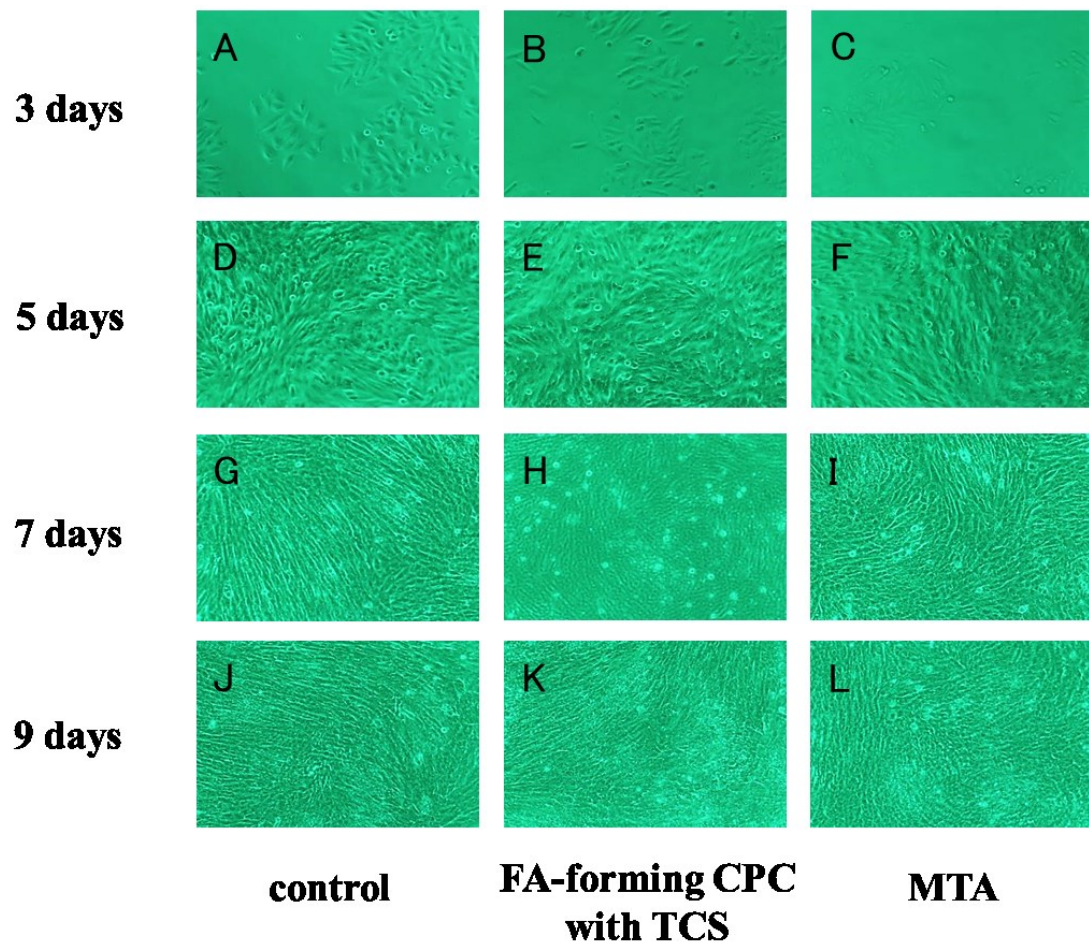 A B C
3 days
D E F
5 days
G H I
7 days
J K L
9 days
control
FA-forming CPC
with TCS
MTA